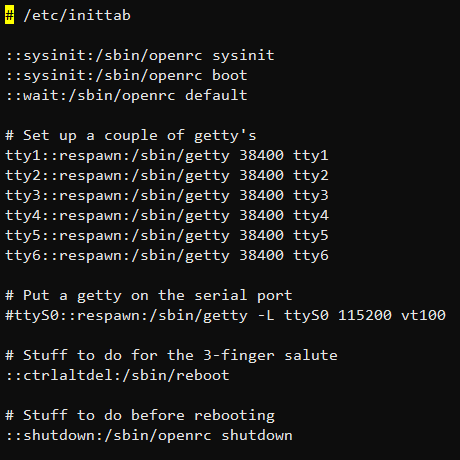 # /etc/inittab
::sysinit:/sbin/openrc sysinit
::sysinit:/sbin/openrc boot
::wait:/sbin/openrc default
# Set up a couple of getty's
tty1::respawn:/sbin/getty 38400 tty1
tty2::respawn:/sbin/getty 38400 tty2
tty3::respawn:/sbin/getty 38400 tty3
tty4::respawn:/sbin/getty 38400 tty4
tty5::respawn:/sbin/getty 38400 tty5
tty6::respawn:/sbin/getty 38400 tty6
# Put a getty on the serial port
#ttyS0::respawn:/sbin/getty -L ttyS0 115200 vt100
# Stuff to do for the 3-finger salute
::ctrlaltdel:/sbin/reboot
# Stuff to do before rebooting
::shutdown:/sbin/openrc shutdown